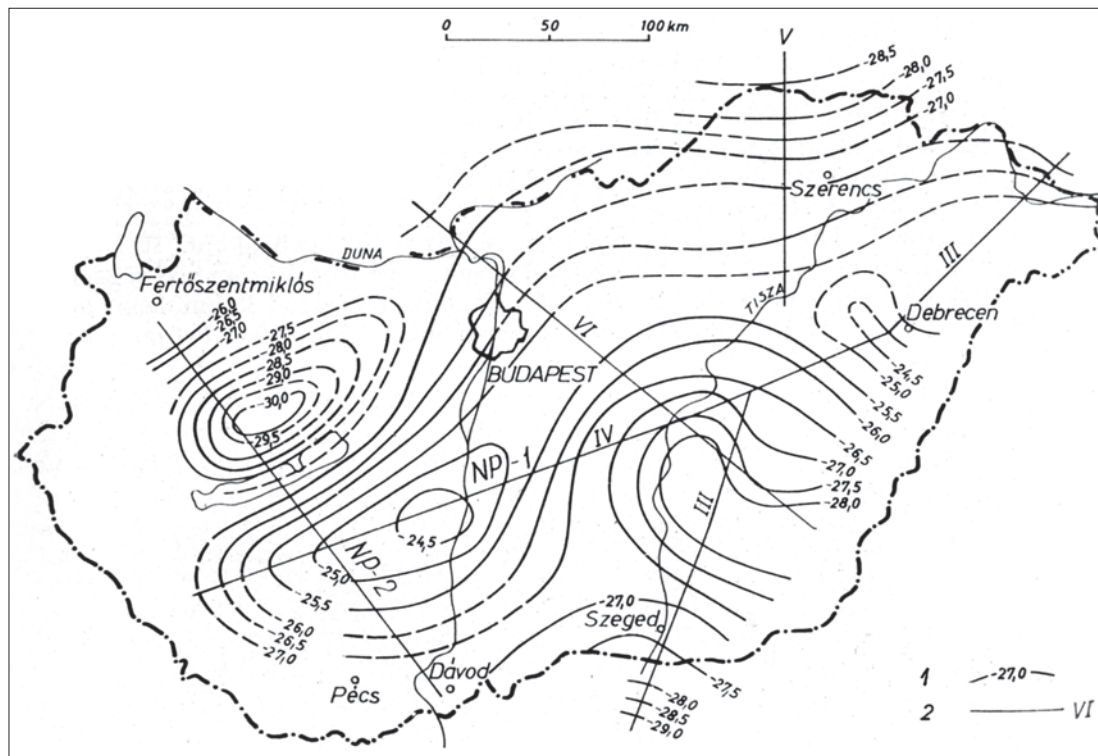 0 50 100 km
V
-28,5
-28,0
-27,5
-27,0
Szerencs
DUNA
Fertőszentmiklós
III
TISZA
-26,0
-26,5
-27,0
-27,5
-28,0
-28,5
-29,0
-30,0
-29,5
VI
Debrecen
BUDAPEST
-24,5
-25,0
-25,5
-26,0
-26,5
-27,0
-27,5
-28,0
IV
NP-1
III
-24,5
NP-2
-25,0
-25,5
-26,0
-26,5
-27,0
-27,0
Szeged
-27,5
Dávod
Pécs
-28,0
-28,5
-29,0
1 -27,0
2 VI